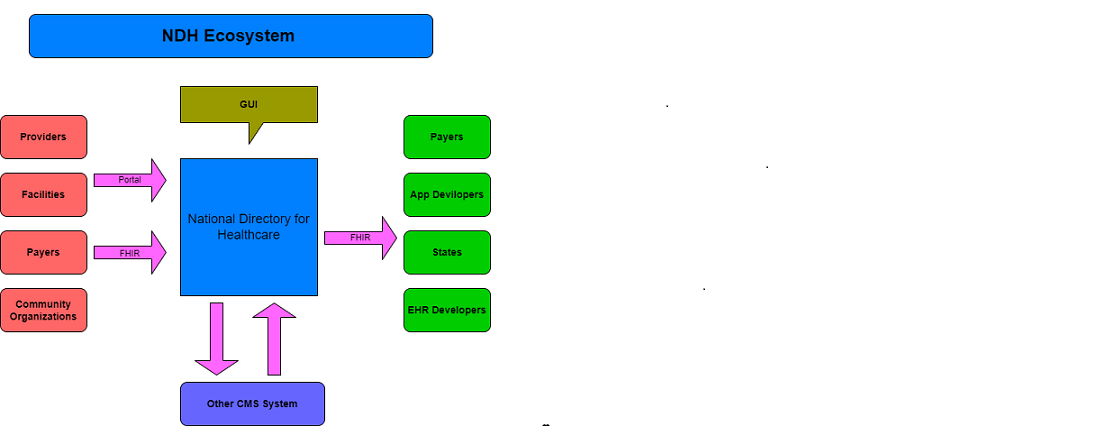 NDH Ecosystem
GUI
Providers
Facilities
Payers
Community
Organizations
Portal
FHIR
National Directory for
Healthcare
FHIR
Payers
App Devilopers
States
EHR Developers
Other CMS System